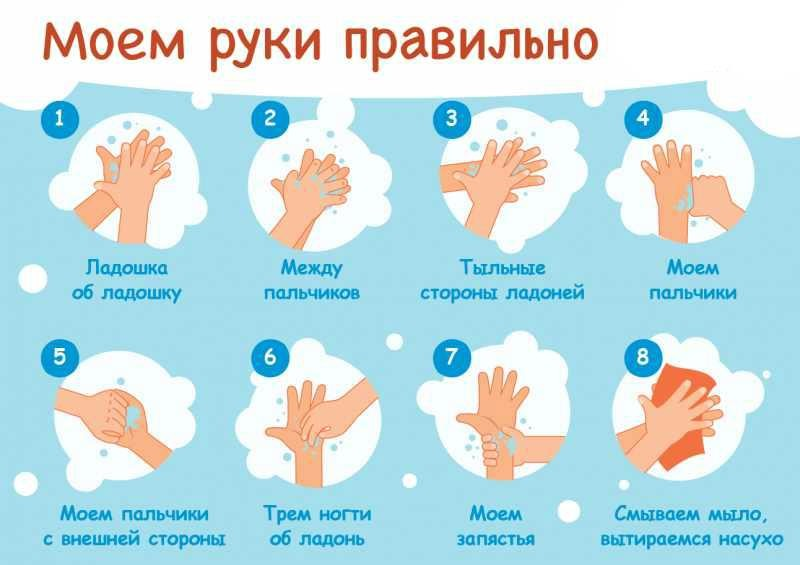 Моем руки правильно
1
Ладошка
об ладошку
2
Между
пальчиков
3
Тыльные
стороны ладоней
4
Моем
пальчики
5
Моем пальчики
с внешней стороны
6
Трем ногти
об ладонь
7
Моем
запястья
8
Смываем мыло,
вытираемся насухо